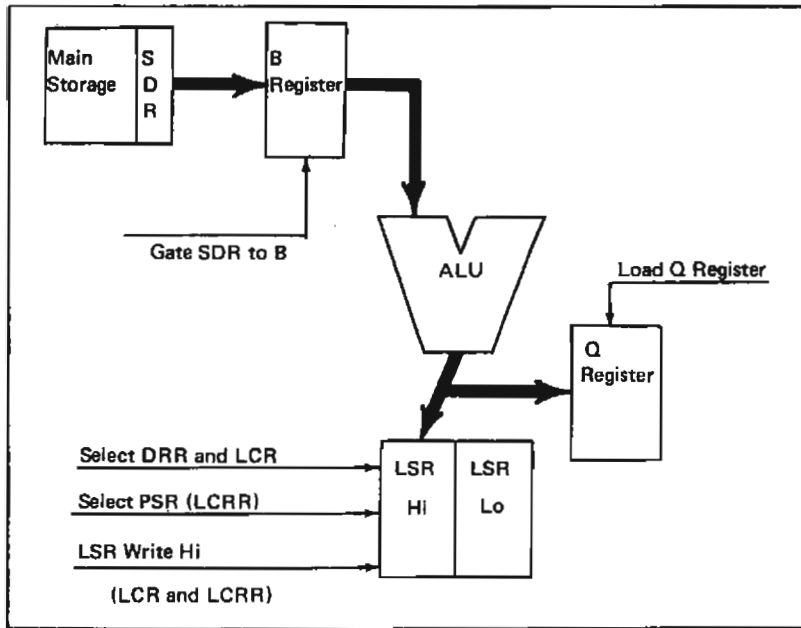 Main
Storage
S
D
R
B
Register
Gate SDR to B
ALU
Load Q Register
Q
Register
Select DRR and LCR
Select PSR (LCRR)
LSR Write Hi
(LCR and LCRR)
LSR
Hi
LSR
Lo